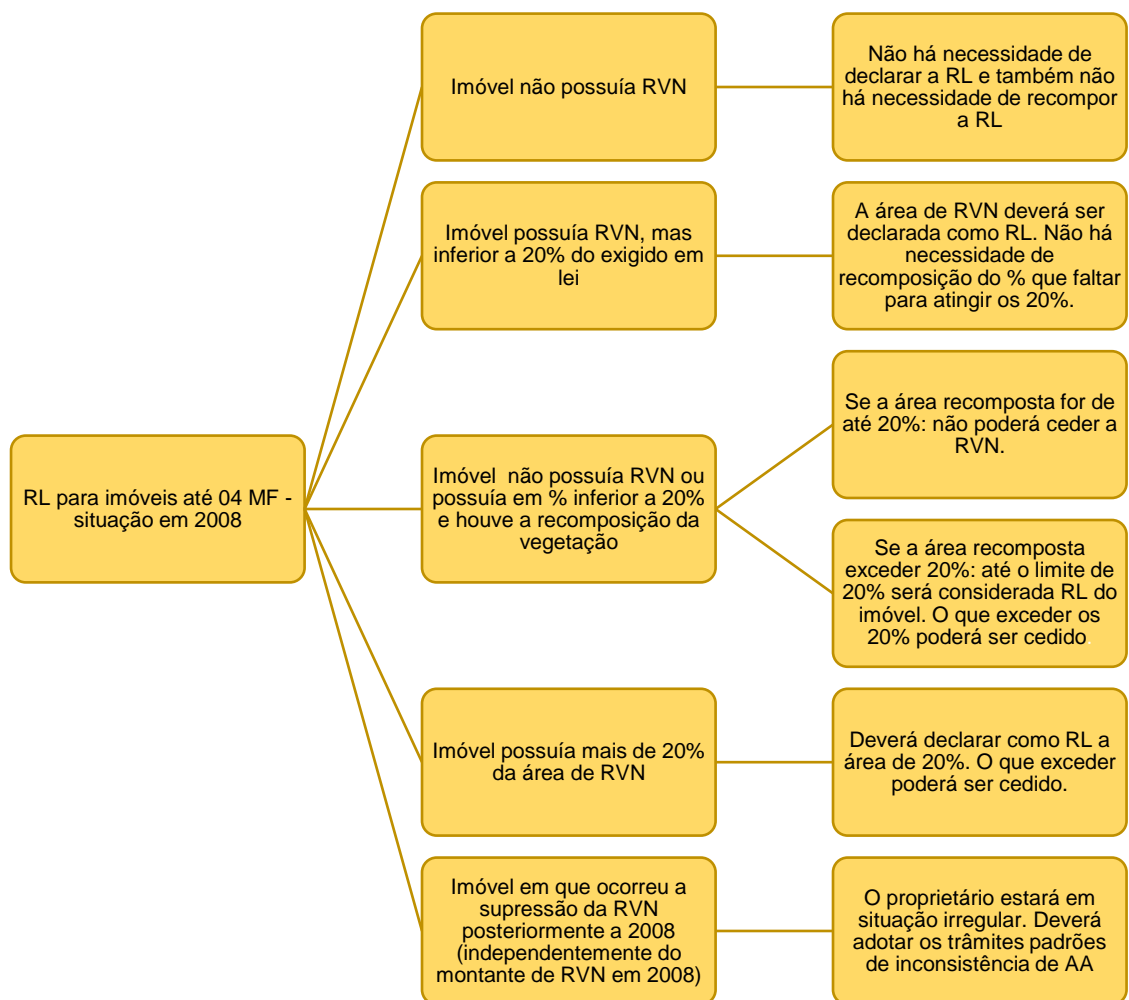 RL para imóveis até 04 MF -
situação em 2008
Imóvel não possuía RVN
Não há necessidade de
declarar a RL e também não
há necessidade de recompor
a RL
Imóvel possuía RVN, mas
inferior a 20% do exigido em
lei
A área de RVN deverá ser
declarada como RL. Não há
necessidade de
recomposição do % que faltar
para atingir os 20%.
Imóvel não possuía RVN ou
possuía em % inferior a 20%
e houve a recomposição da
vegetação
Se a área recomposta for de
até 20%: não poderá ceder a
RVN.
Se a área recomposta
exceder 20%: até o limite de
20% será considerada RL do
imóvel. O que exceder os
20% poderá ser cedido
Imóvel possuía mais de 20%
da área de RVN
Deverá declarar como RL a
área de 20%. O que exceder
poderá ser cedido.
Imóvel em que ocorreu a
supressão da RVN
posteriormente a 2008
(independentemente do
montante de RVN em 2008)
O proprietário estará em
situação irregular. Deverá
adotar os trâmites padrões
de inconsistência de AA